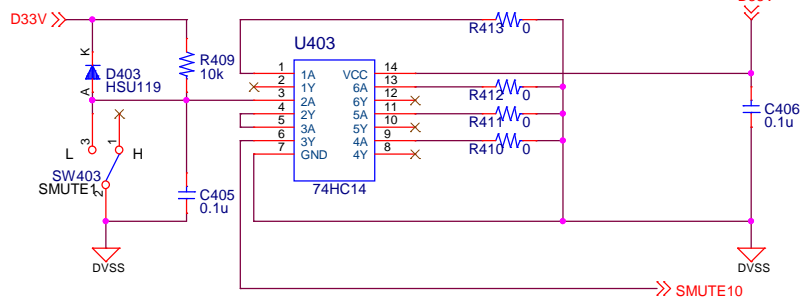 D33V
R413 0
U403
K
D403
HSU119
A
R409
10k
1 1A VCC 14
2 1Y 6A 13
3 2A 6Y 12
4 2Y 5A 11
5 3A 5Y 10
6 3Y 4A 9
7 GND 4Y 8
74HC14
R412 0
R411 0
R410 0
C406
0.1u
3
L
1
H
SW403
SMUTE1
2
C405
0.1u
DVSS
DVSS
SMUTE10